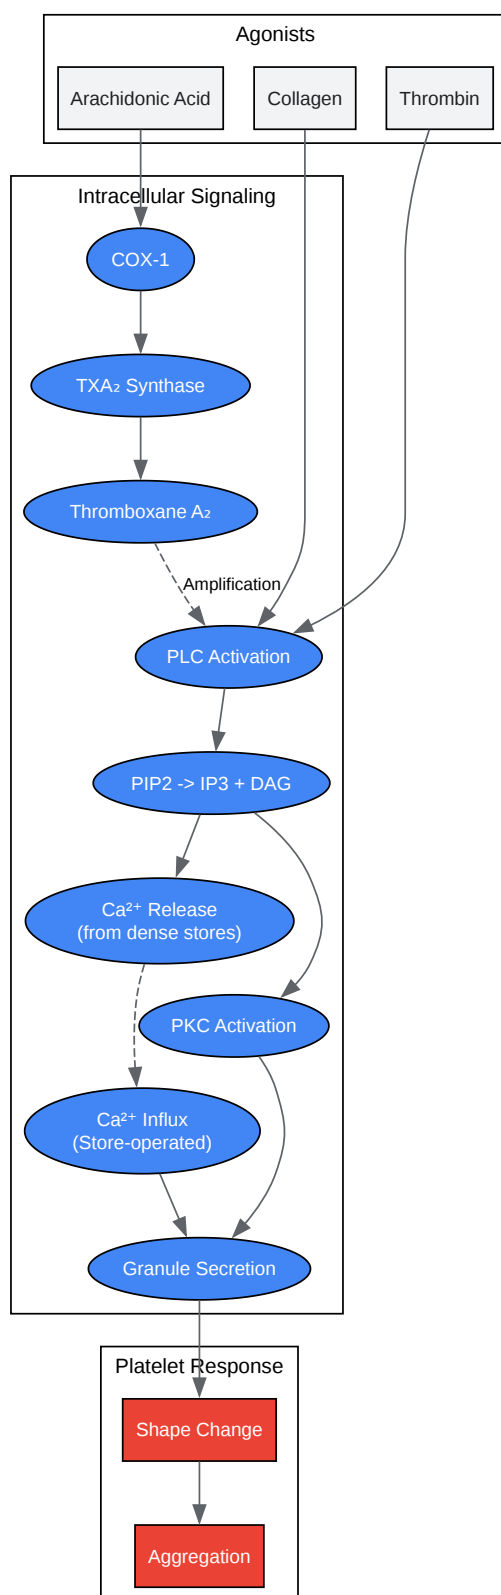 Agonists
Arachidonic Acid
Collagen
Thrombin
Intracellular Signaling
COX-1
TXA₂ Synthase
Thromboxane A₂
Amplification
PLC Activation
PIP2 -> IP3 + DAG
Ca²⁺ Release
(from dense stores)
PKC Activation
Ca²⁺ Influx
(Store-operated)
Granule Secretion
Platelet Response
Shape Change
Aggregation